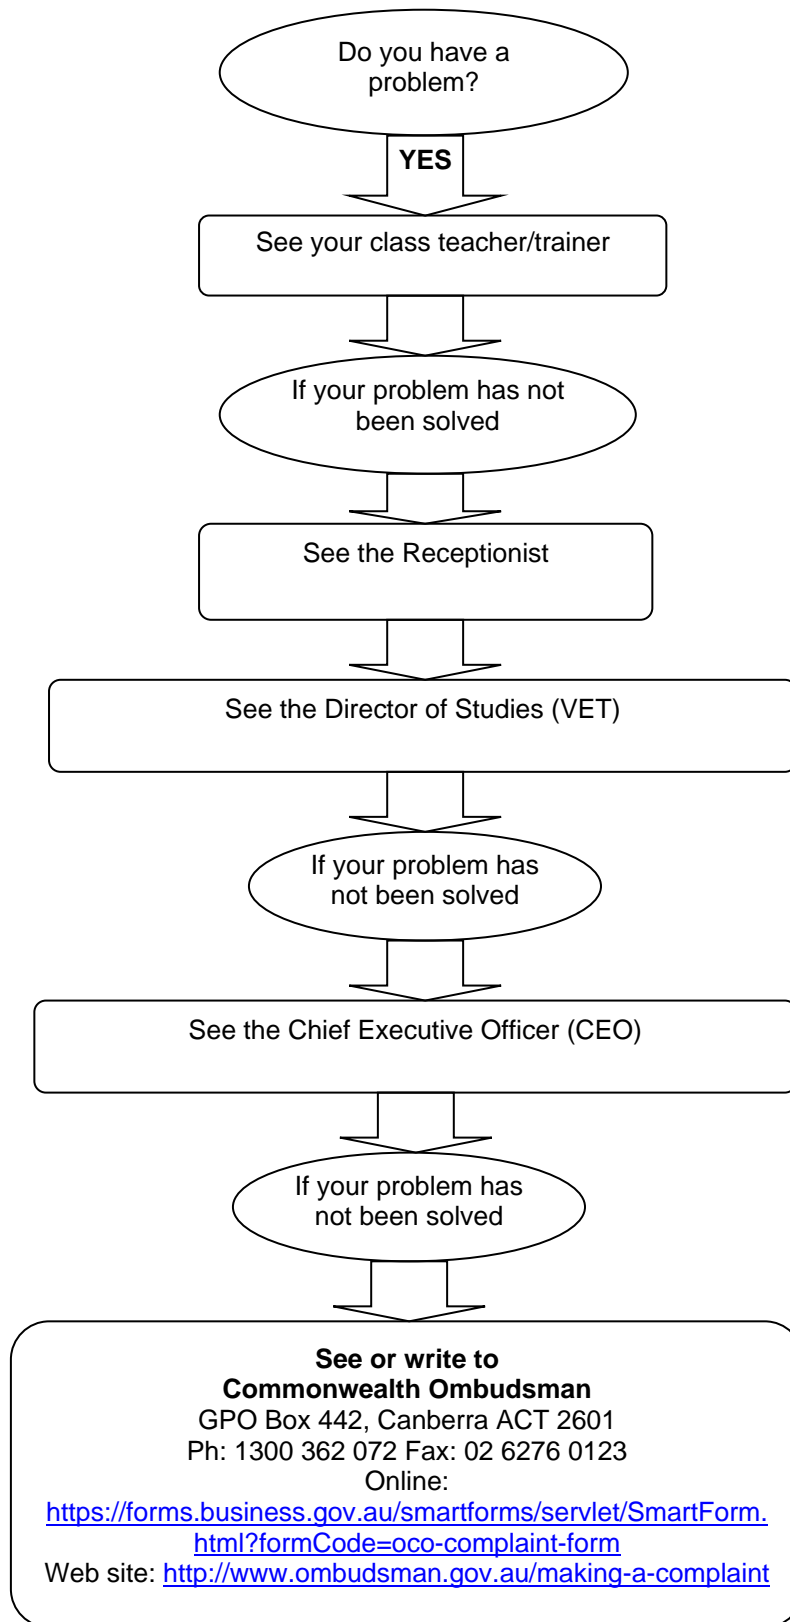 Do you have a
problem?
YES
See your class teacher/trainer
If your problem has not
been solved
See the Receptionist
See the Director of Studies (VET)
If your problem has
not been solved
See the Chief Executive Officer (CEO)
If your problem has
not been solved
See or write to
Commonwealth Ombudsman
GPO Box 442, Canberra ACT 2601
Ph: 1300 362 072 Fax: 02 6276 0123
Online:
https://forms.business.gov.au/smartforms/servlet/SmartForm.
html?formCode=oco-complaint-form
Web site: http://www.ombudsman.gov.au/making-a-complaint